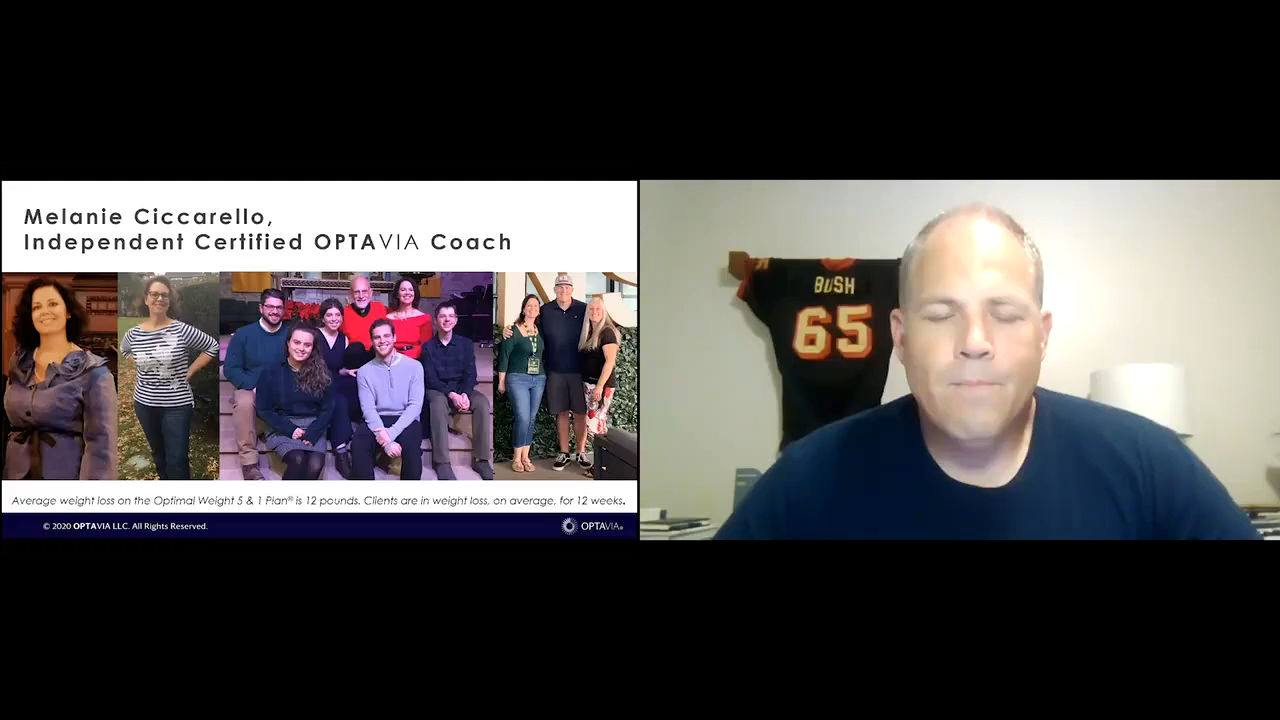 Melanie Ciccarello,
Independent Certified OPTAVIA Coach
Average weight loss on the Optimal Weight 5 & 1 Plan® is 12 pounds. Clients are in weight loss, on average, for 12 weeks.
© 2020 OPTAVIA LLC. All Rights Reserved.
OPTAVIA®
BUSH
65